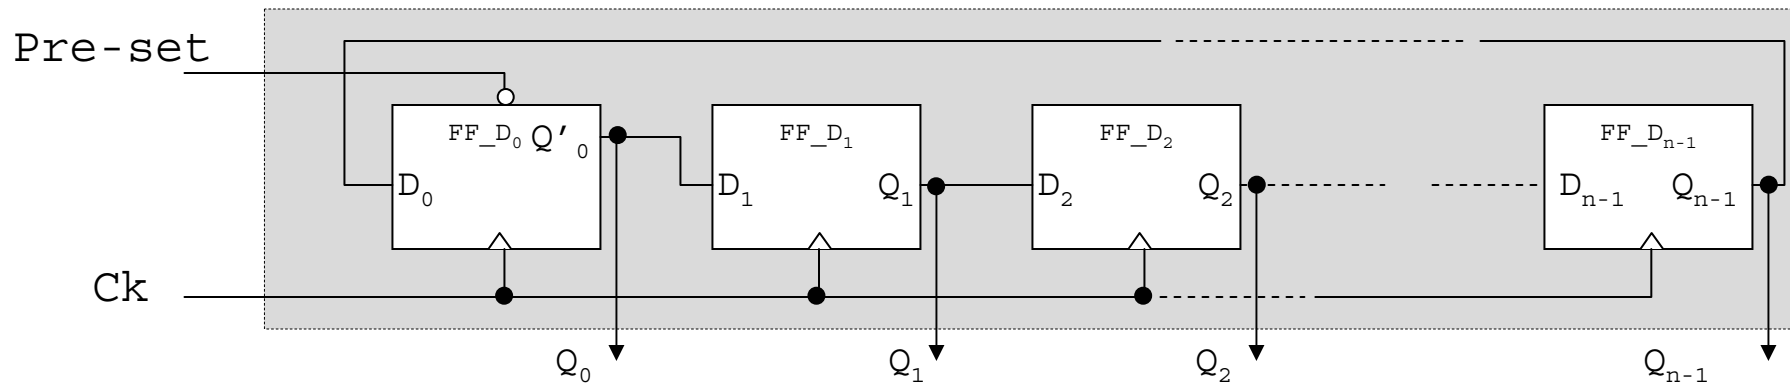 Pre-set
FF_D0 Q'0
FF_D1
FF_D2
FF_Dn-1
D0
D1
Q1
D2
Q2
Dn-1
Qn-1
Ck
Q0
Q1
Q2
Qn-1